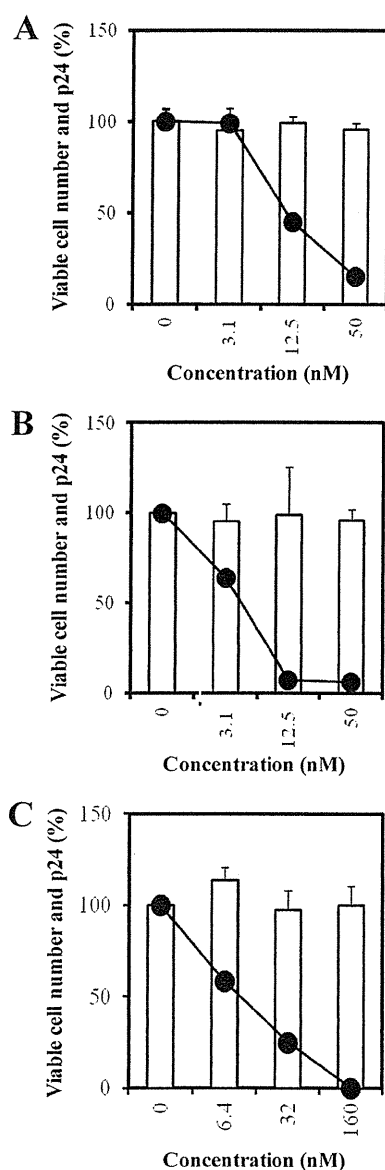 A
Viable cell number and p24 (%)
150
100
50
0
0
3.1
12.5
50
Concentration (nM)
B
Viable cell number and p24 (%)
150
100
50
0
0
3.1
12.5
50
Concentration (nM)
C
Viable cell number and p24 (%)
150
100
50
0
0
6.4
32
160
Concentration (nM)